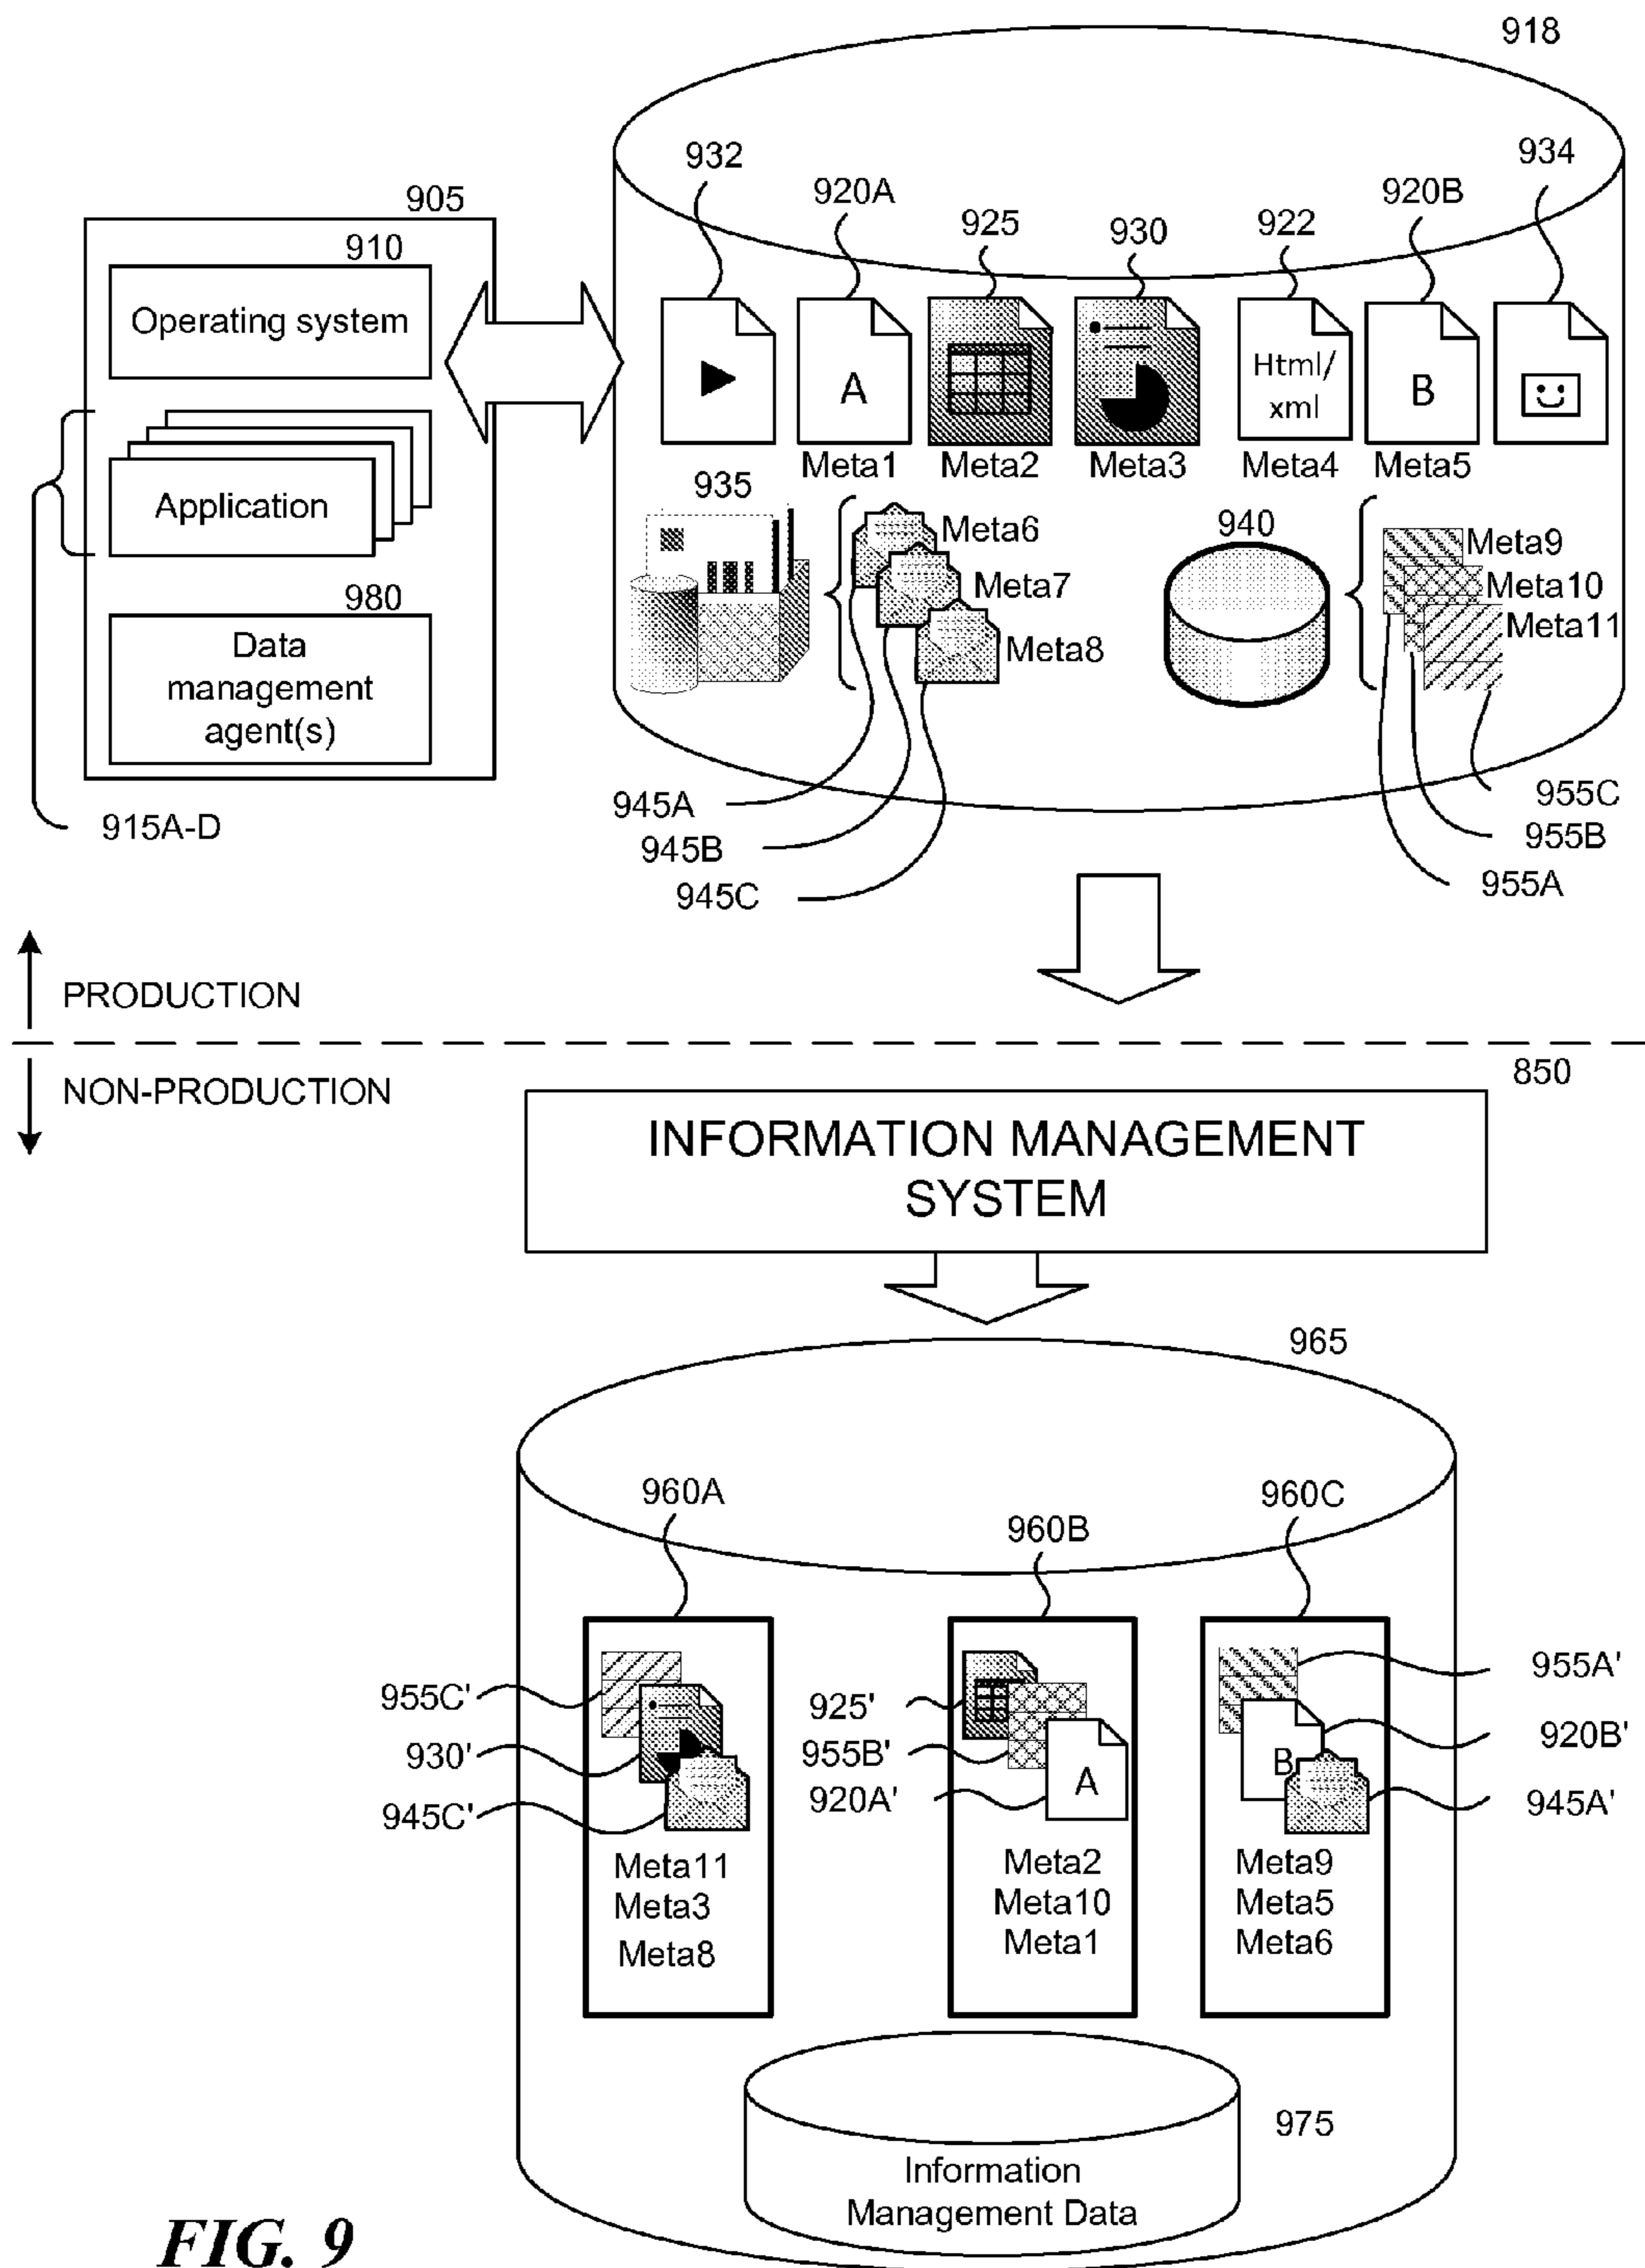 918
932
934
920A
920B
905
925
930
922
910
Operating system
Html/
xml
A
B
Meta1
Meta2
Meta3
Meta4
Meta5
935
Application
940
Meta6
Meta9
Meta7
Meta10
Meta11
980
Meta8
Data
management
agent(s)
945A
955C
915A-D
945B
955B
945C
955A
PRODUCTION
850
NON-PRODUCTION
INFORMATION MANAGEMENT
SYSTEM
965
960A
960C
960B
955C'
925'
955A'
930'
955B'
920B'
945C'
920A'
A
B
945A'
Meta11
Meta3
Meta8
Meta2
Meta10
Meta1
Meta9
Meta5
Meta6
975
Information
Management Data
FIG. 9